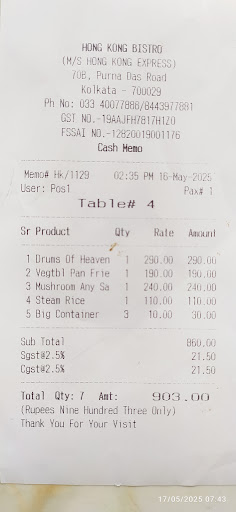 HONG KONG BISTRO
(M/S HONG KONG EXPRESS)
70B, Purna Das Road
Kolkata - 700029
Ph No: 033 40077888/8443977881
GST NO.-19AAJFH7817H1Z0
FSSAI NO.-12820019001176
Cash Memo
Memo# Hk/1129 02:35 PM 16-May-2025
User: Pos1 Pax# 1
Table# 4
Sr Product Qty Rate Amount
1 Drums Of Heaven 1 290.00 290.00
2 Vegtbl Pan Frie 1 190.00 190.00
3 Mushroom Any Sa 1 240.00 240.00
4 Steam Rice 1 110.00 110.00
5 Big Container 3 10.00 30.00
Sub Total 860.00
Sgst@2.5% 21.50
Cgst@2.5% 21.50
Total Qty: 7 Amt: 903.00
(Rupees Nine Hundred Three Only)
Thank You For Your Visit
17/05/2025 07:43